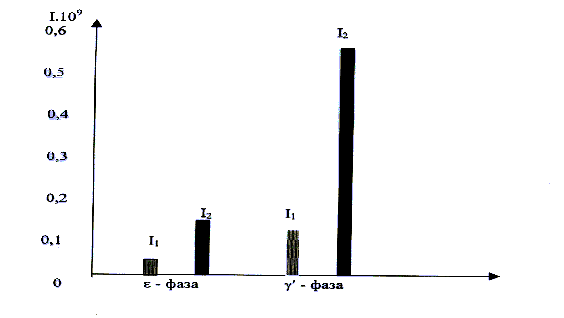 I.10⁹
0,6
I₂
0,5
0,4
0,3
0,2
I₂
I₁
0,1
I₁
0
ε - фаза
γ′ - фаза